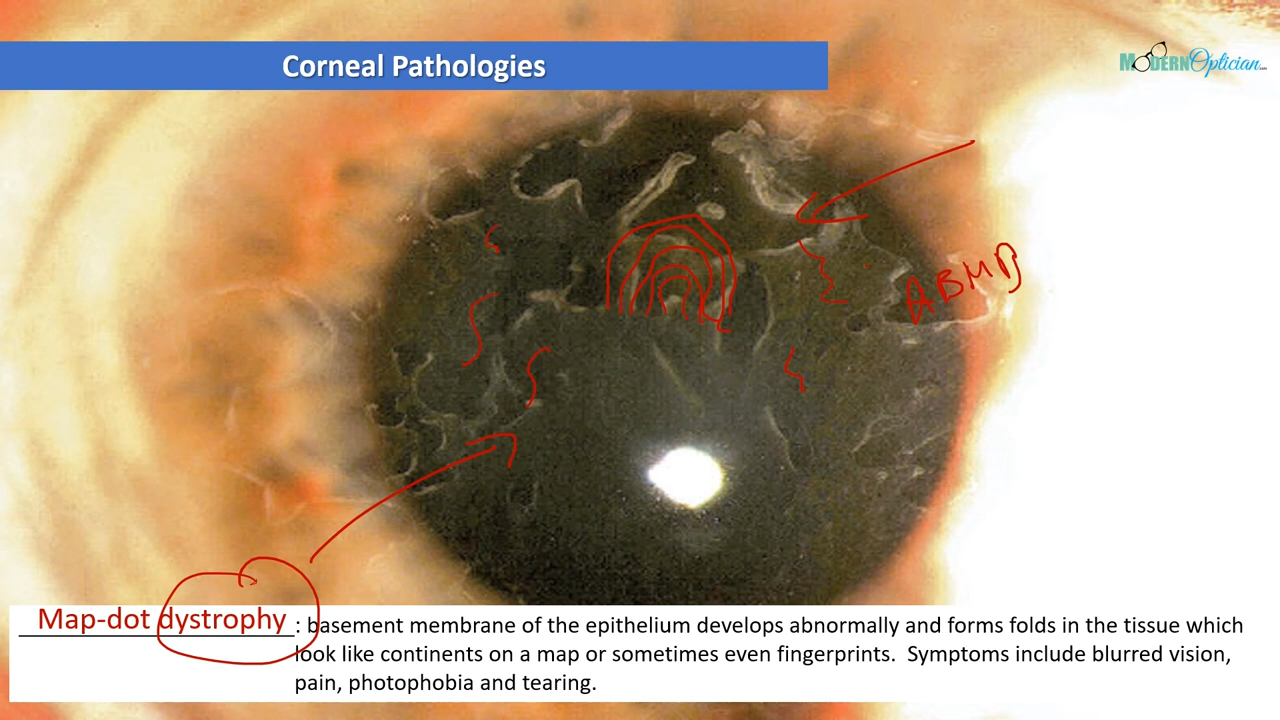 Corneal Pathologies
MODERNOptician.com
ABMD
Map-dot dystrophy : basement membrane of the epithelium develops abnormally and forms folds in the tissue which
look like continents on a map or sometimes even fingerprints. Symptoms include blurred vision,
pain, photophobia and tearing.